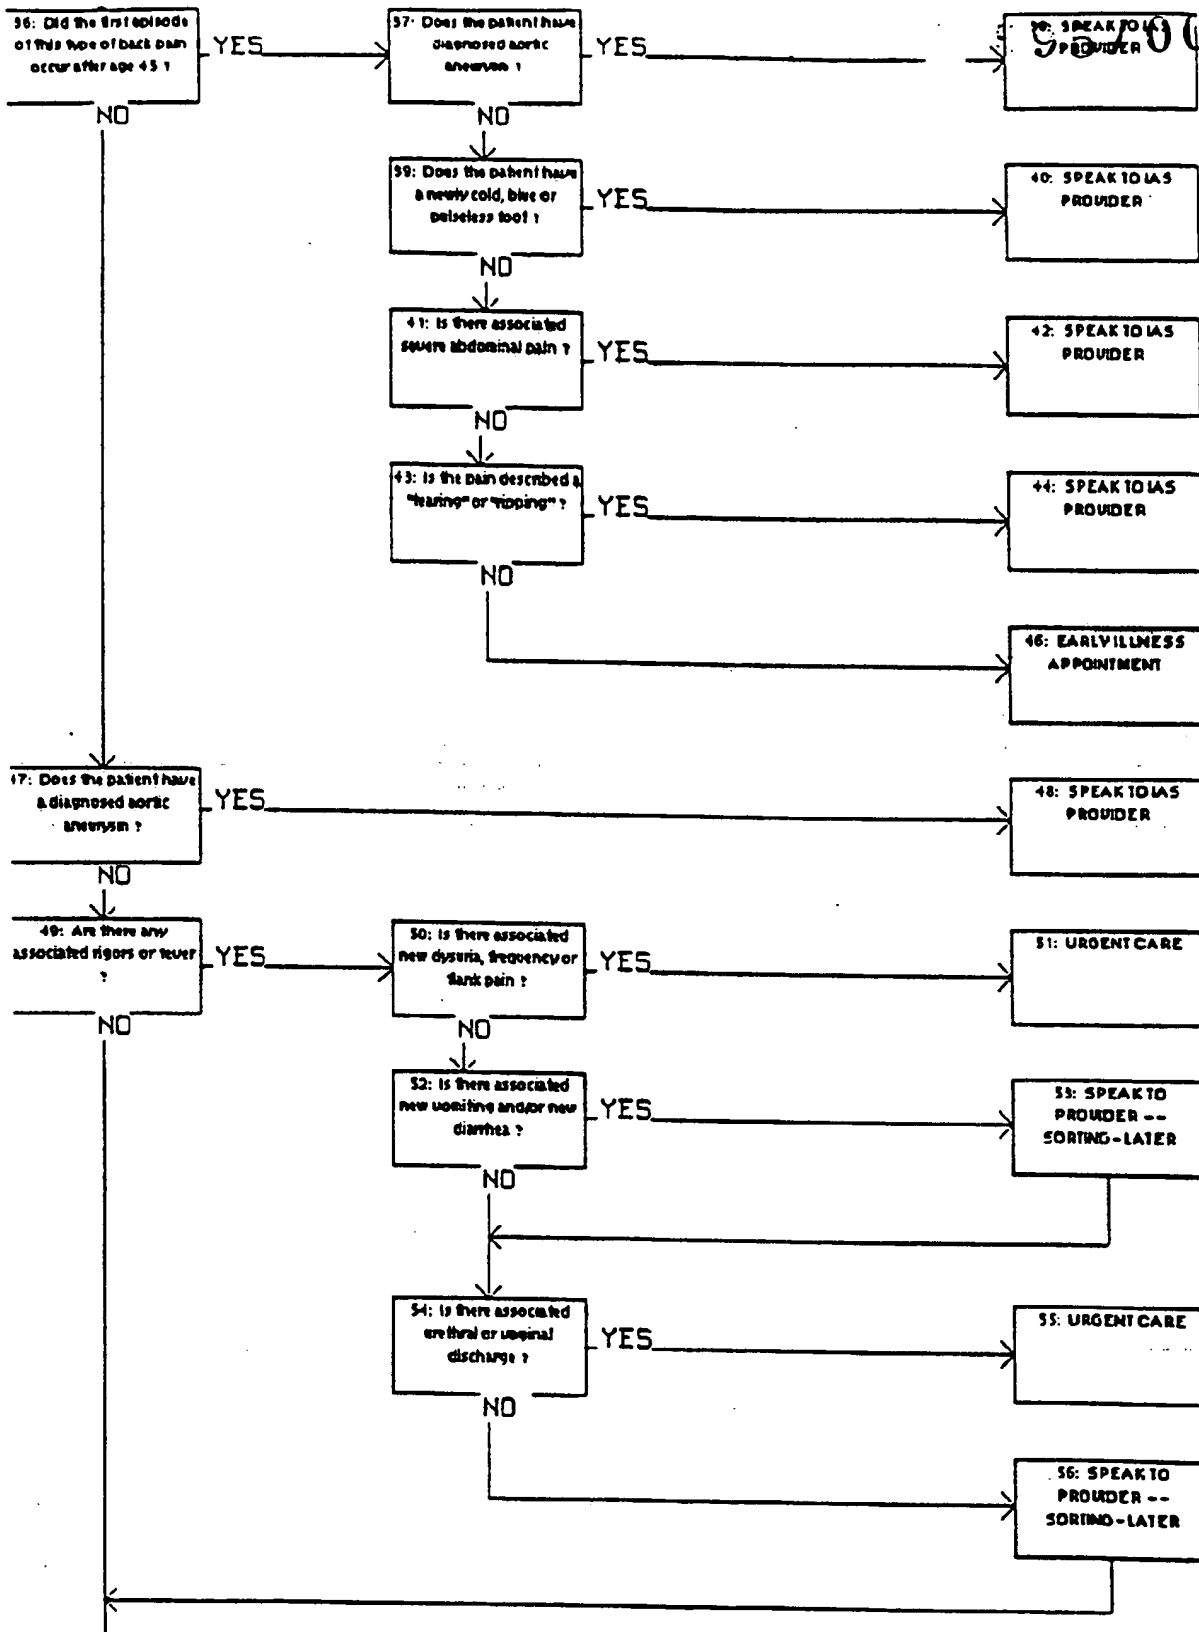 36: Did the first episode
of this type of back pain
occur after age 45 ?
YES
37: Does the patient have
diagnosed aortic
aneurysm ?
YES
SPEAK TO IAS
PROVIDER
NO
NO
39: Does the patient have
a newly cold, blue or
pulseless foot ?
YES
40: SPEAK TO IAS
PROVIDER
NO
41: Is there associated
severe abdominal pain ?
YES
42: SPEAK TO IAS
PROVIDER
NO
43: Is the pain described a
"tearing" or "ripping" ?
YES
44: SPEAK TO IAS
PROVIDER
NO
46: EARLY ILLNESS
APPOINTMENT
47: Does the patient have
a diagnosed aortic
aneurysm ?
YES
48: SPEAK TO IAS
PROVIDER
NO
49: Are there any
associated rigors or fever
?
YES
50: Is there associated
new dysuria, frequency or
flank pain ?
YES
51: URGENT CARE
NO
NO
52: Is there associated
new vomiting and/or new
diarrhea ?
YES
53: SPEAK TO
PROVIDER --
SORTING-LATER
NO
54: Is there associated
urethral or vaginal
discharge ?
YES
55: URGENT CARE
NO
56: SPEAK TO
PROVIDER --
SORTING-LATER